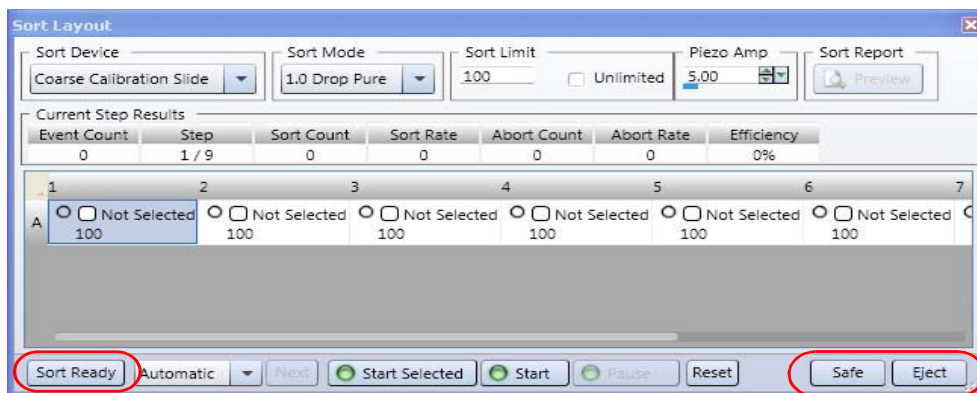 Sort Layout
Sort Device Sort Mode Sort Limit Piezo Amp Sort Report
Coarse Calibration Slide 1.0 Drop Pure 100 Unlimited 5.00 Preview
Current Step Results
Event Count Step Sort Count Sort Rate Abort Count Abort Rate Efficiency
0 1 / 9 0 0 0 0 0%
1 2 3 4 5 6 7
A Not Selected Not Selected Not Selected Not Selected Not Selected Not Selected
100 100 100 100 100 100
Sort Ready Automatic Next Start Selected Start Pause Reset Safe Eject